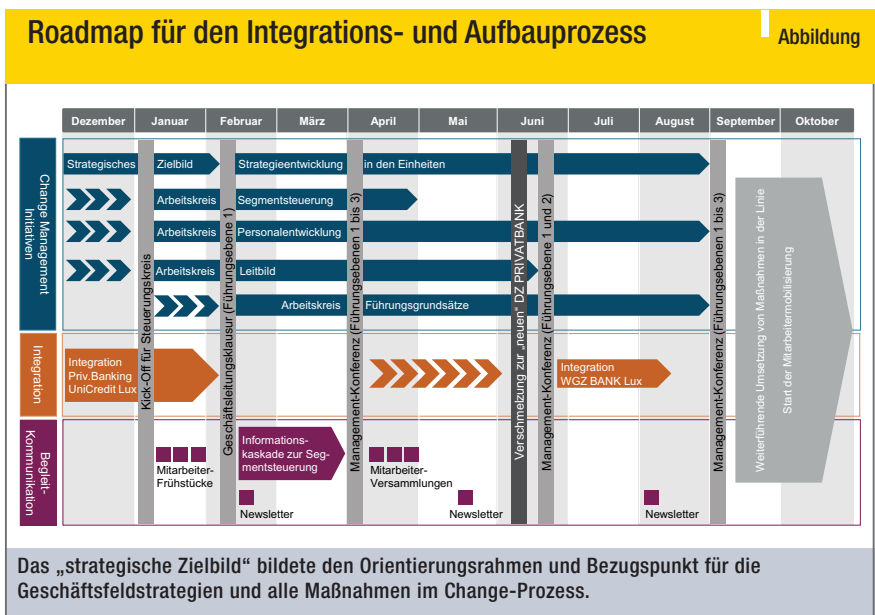 Roadmap für den Integrations- und Aufbauprozess
Abbildung
Dezember
Januar
Februar
März
April
Mai
Juni
Juli
August
September
Oktober
Change Management
Initiativen
Strategisches
Zielbild
Strategieentwicklung
in den Einheiten
Arbeitskreis
Segmentsteuerung
Arbeitskreis
Personalentwicklung
Arbeitskreis
Leitbild
Arbeitskreis
Führungsgrundsätze
Kick-Off für Steuerungskreis
Geschäftsleitungsklausur (Führungsebene 1)
Management-Konferenz (Führungsebenen 1 bis 3)
Verschmelzung zur „neuen“ DZ PRIVATBANK
Management-Konferenz (Führungsebene 1 und 2)
Management-Konferenz (Führungsebenen 1 bis 3)
Weiterführende Umsetzung von Maßnahmen in der Linie
Start der Mitarbeitermobilisierung
Integration
Integration
Priv.Banking
UniCredit Lux
Integration
WGZ BANK Lux
Begleit-
Kommunikation
Mitarbeiter-
Frühstücke
Informations-
kaskade zur Seg-
mentsteuerung
Mitarbeiter-
Versammlungen
Newsletter
Newsletter
Newsletter
Das „strategische Zielbild“ bildete den Orientierungsrahmen und Bezugspunkt für die
Geschäftsfeldstrategien und alle Maßnahmen im Change-Prozess.